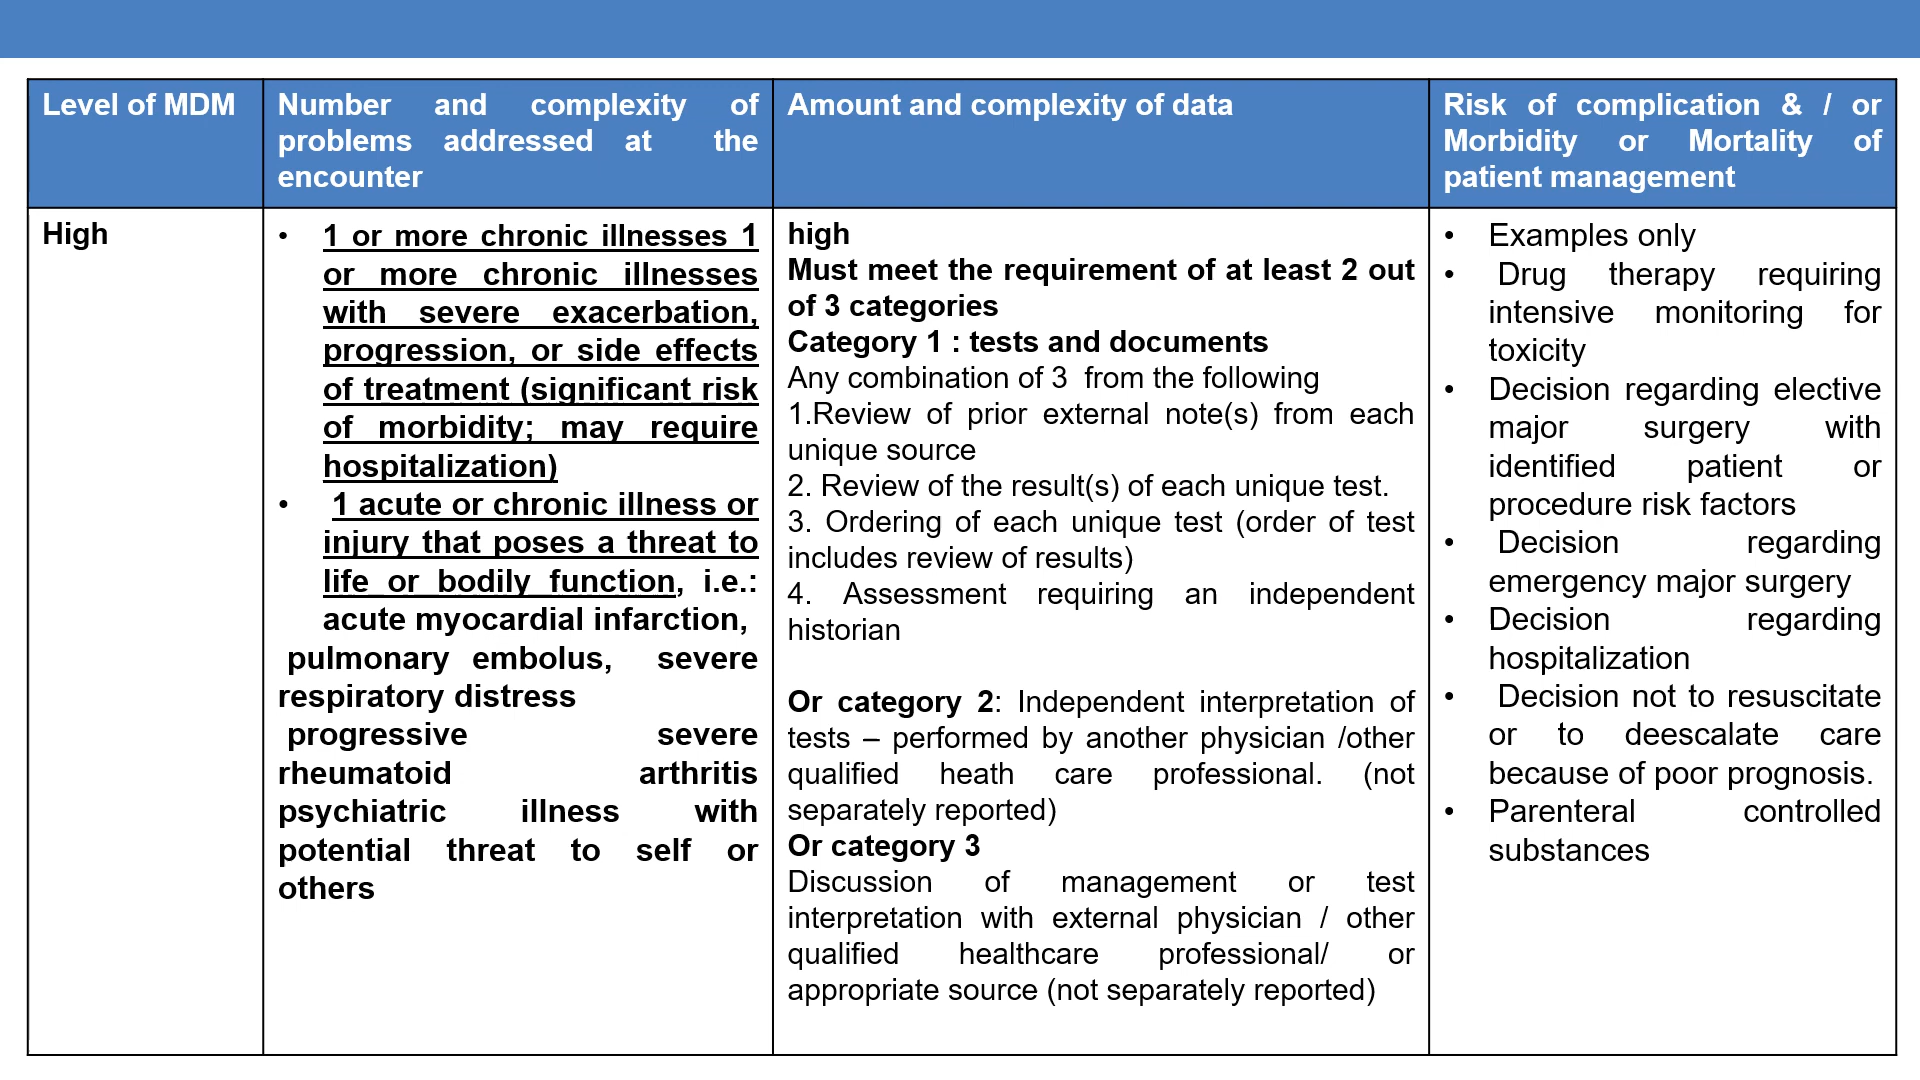 Level of MDM
Number and complexity of
problems addressed at the
encounter
Amount and complexity of data
Risk of complication & / or
Morbidity or Mortality of
patient management
High
• 1 or more chronic illnesses 1
or more chronic illnesses
with severe exacerbation,
progression, or side effects
of treatment (significant risk
of morbidity; may require
hospitalization)
• 1 acute or chronic illness or
injury that poses a threat to
life or bodily function, i.e.:
acute myocardial infarction,
pulmonary embolus, severe
respiratory distress
progressive severe
rheumatoid arthritis
psychiatric illness with
potential threat to self or
others
high
Must meet the requirement of at least 2 out
of 3 categories
Category 1 : tests and documents
Any combination of 3 from the following
1.Review of prior external note(s) from each
unique source
2. Review of the result(s) of each unique test.
3. Ordering of each unique test (order of test
includes review of results)
4. Assessment requiring an independent
historian
Or category 2: Independent interpretation of
tests – performed by another physician /other
qualified heath care professional. (not
separately reported)
Or category 3
Discussion of management or test
interpretation with external physician / other
qualified healthcare professional/ or
appropriate source (not separately reported)
• Examples only
• Drug therapy requiring
intensive monitoring for
toxicity
• Decision regarding elective
major surgery with
identified patient or
procedure risk factors
• Decision regarding
emergency major surgery
• Decision regarding
hospitalization
• Decision not to resuscitate
or to deescalate care
because of poor prognosis.
• Parenteral controlled
substances